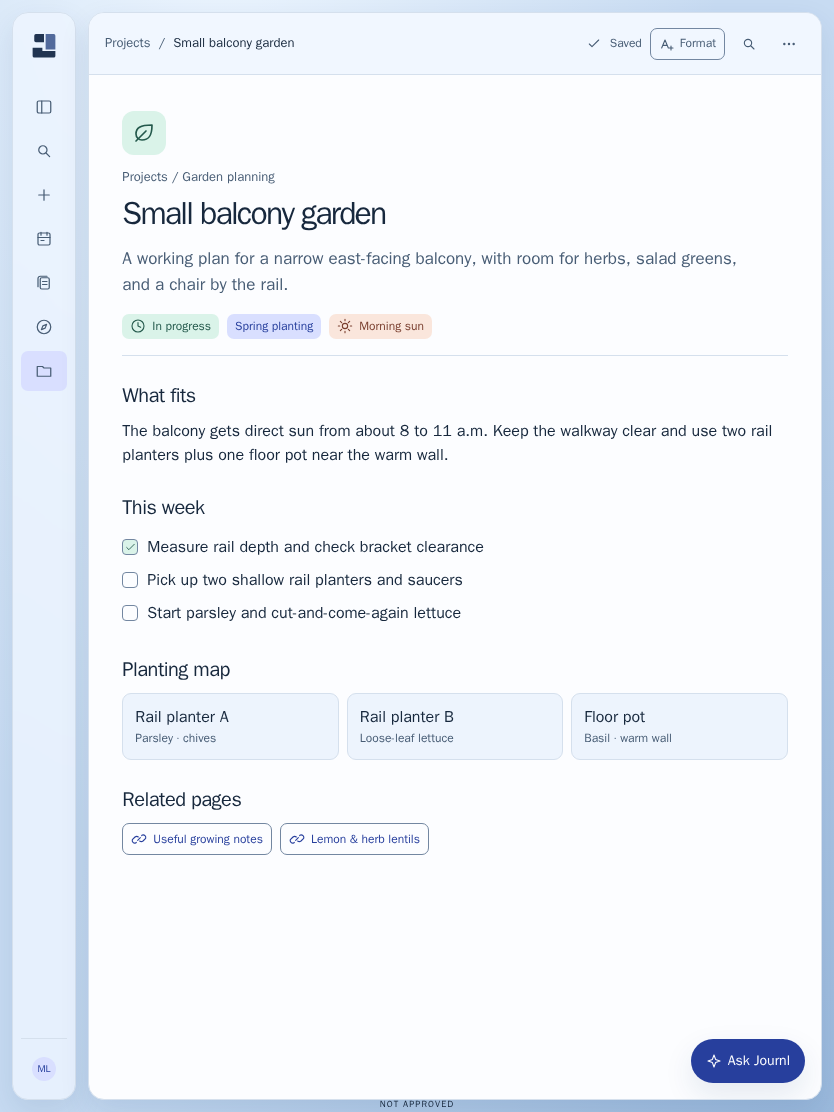 Projects / Small balcony garden
Saved
Format
Projects / Garden planning
Small balcony garden
A working plan for a narrow east-facing balcony, with room for herbs, salad greens,
and a chair by the rail.
In progress
Spring planting
Morning sun
What fits
The balcony gets direct sun from about 8 to 11 a.m. Keep the walkway clear and use two rail
planters plus one floor pot near the warm wall.
This week
Measure rail depth and check bracket clearance
Pick up two shallow rail planters and saucers
Start parsley and cut-and-come-again lettuce
Planting map
Rail planter A
Parsley · chives
Rail planter B
Loose-leaf lettuce
Floor pot
Basil · warm wall
Related pages
Useful growing notes
Lemon & herb lentils
ML
Ask Journl
NOT APPROVED